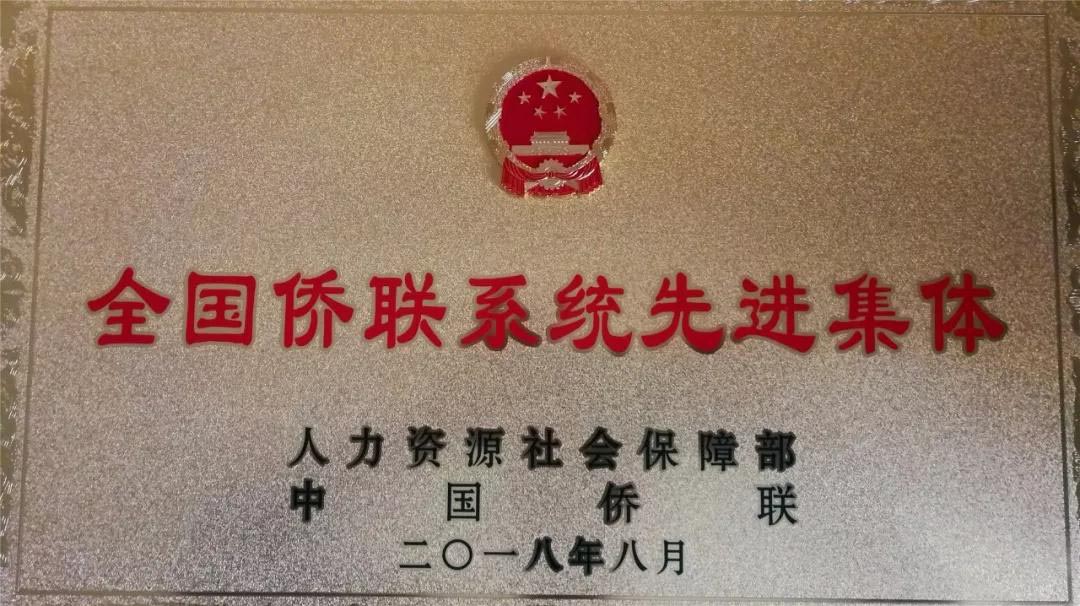 全国侨联系统先进集体
人力资源社会保障部
中国侨联
二〇一八年八月